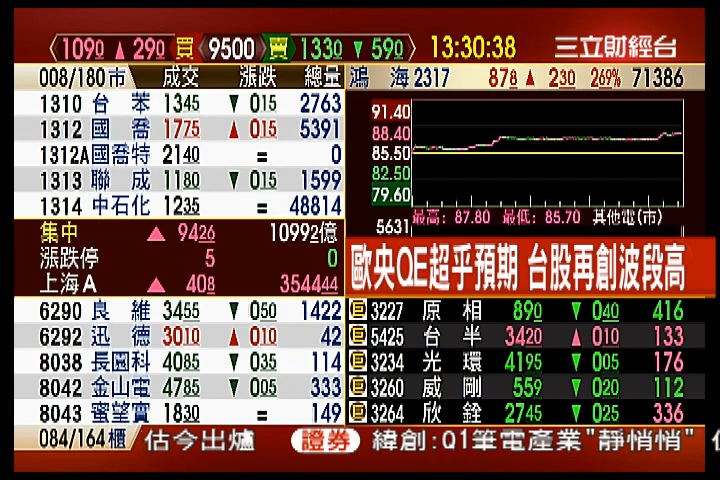 1090 ▲ 290 買 9500 賣 1330 ▼ 590 13:30:38 三立財經台
008/180市 成交 漲跌 總量
1310 台苯 1345 ▼ 015 2763
1312 國喬 1775 ▲ 015 5391
1312A 國喬特 2140 = 0
1313 聯成 1180 ▼ 015 1599
1314 中石化 1235 = 48814
集中 ▲ 9426 10992億
漲跌停 5 0
上海A ▲ 408 354444
6290 良維 3455 ▼ 050 1422
6292 迅德 3010 ▲ 010 42
8038 長園科 4085 ▼ 035 114
8042 金山電 4785 ▼ 005 333
8043 蜜望實 1830 = 149
鴻海 2317 878 ▲ 230 269% 71386
91.40
88.40
85.50
82.50
79.60
最高: 87.80 最低: 85.70 其他電(市)
5631
歐央QE超乎預期 台股再創波段高
巨 3227 原相 890 ▼ 040 416
巨 5425 台半 3420 ▲ 010 133
巨 3234 光環 4195 ▼ 005 176
巨 3260 威剛 559 ▼ 020 112
巨 3264 欣銓 2745 ▼ 025 336
084/164櫃 估今出爐 證券 緯創:Q1筆電產業"靜悄悄"